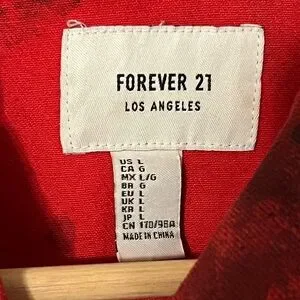 FOREVER 21
LOS ANGELES
US L
CA G
MX L/G
BR G
EU L
UK L
KR L
JP L
CN 170/98A
MADE IN CHINA